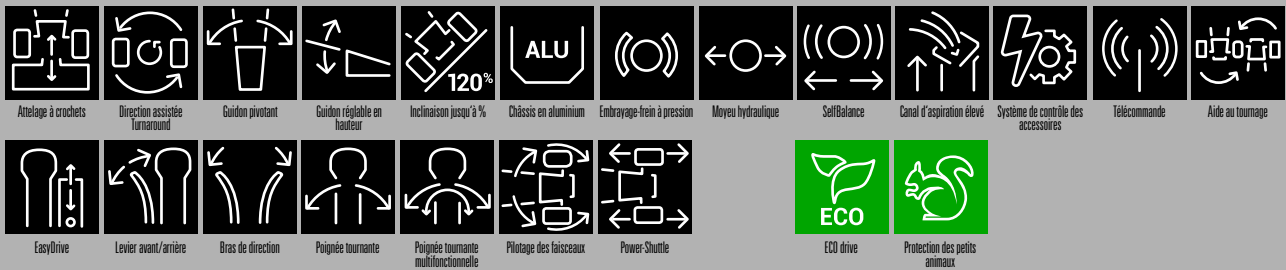 120%
ALU
Attelage à crochets
Direction assistée
Turnaround
Guidon pivotant
Guidon réglable en
hauteur
Inclinaison jusqu'à %
Châssis en aluminium
Embrayage-frein à pression
Moyeu hydraulique
SelfBalance
Canal d'aspiration élevé
Système de contrôle des
accessoires
Télécommande
Aide au tournage
ECO
EasyDrive
Levier avant/arrière
Bras de direction
Poignée tournante
Poignée tournante
multifonctionnelle
Pilotage des faisceaux
Power-Shuttle
ECO drive
Protection des petits
animaux